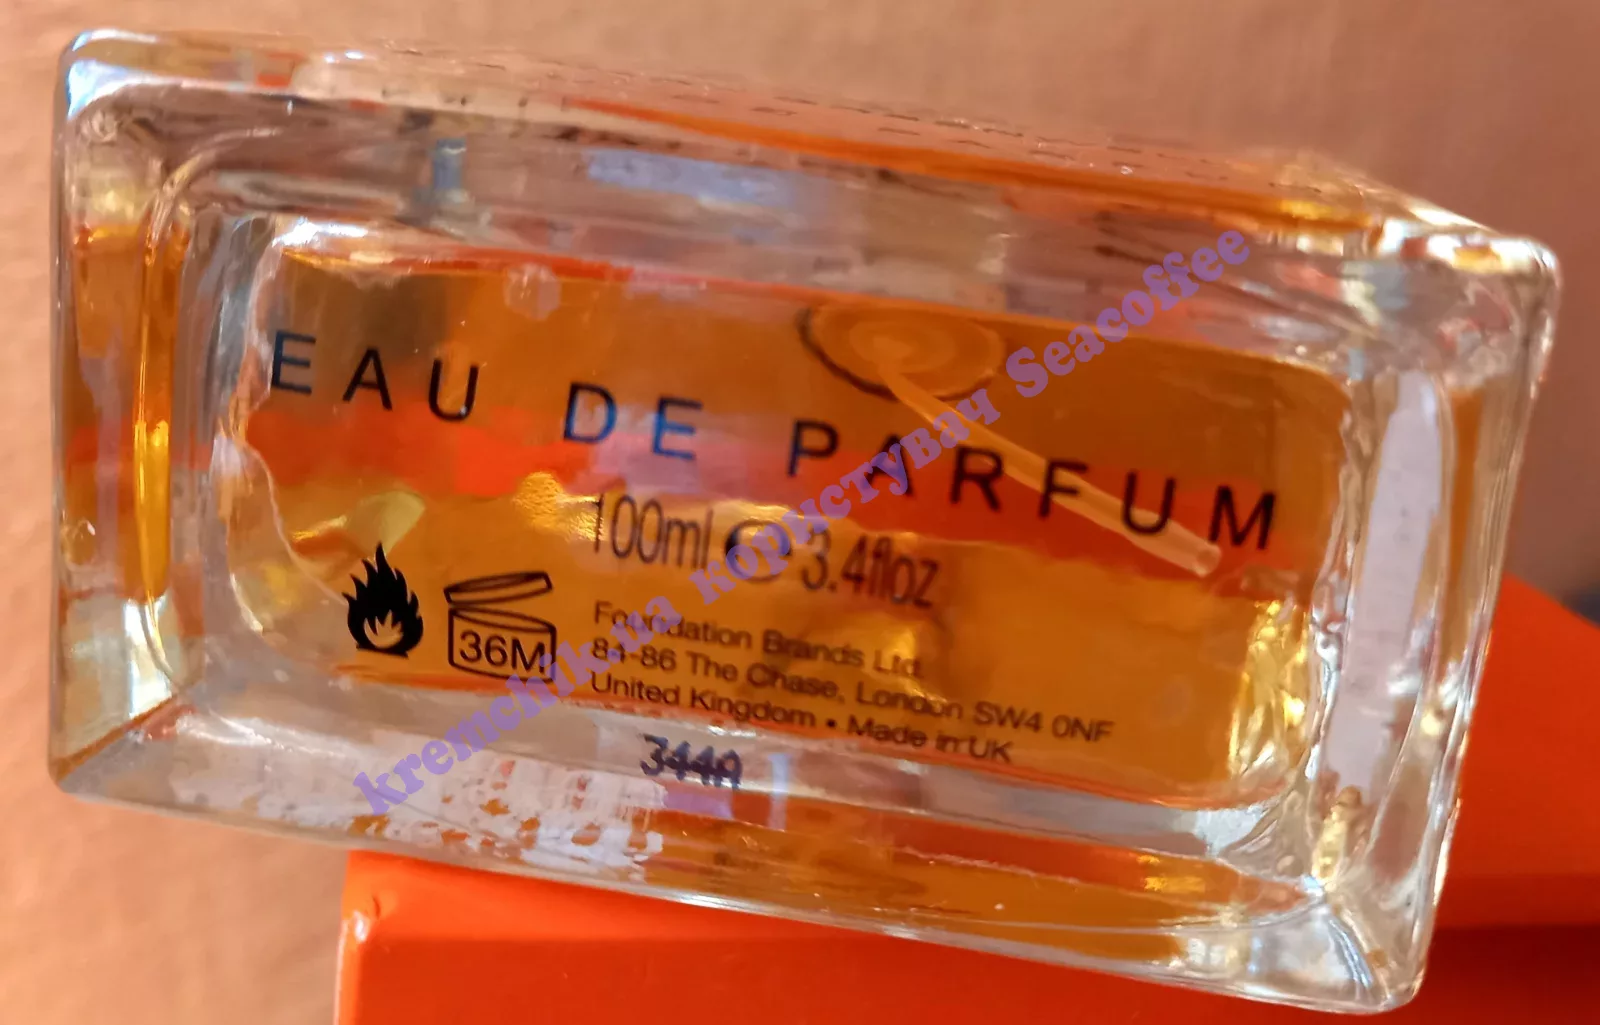 EAU DE PARFUM
100ml ℮ 3.4floz
36M
Foundation Brands Ltd.
84-86 The Chase, London SW4 0NF
United Kingdom • Made in UK
3444A
kremchik.ua користуВач Seacoffee